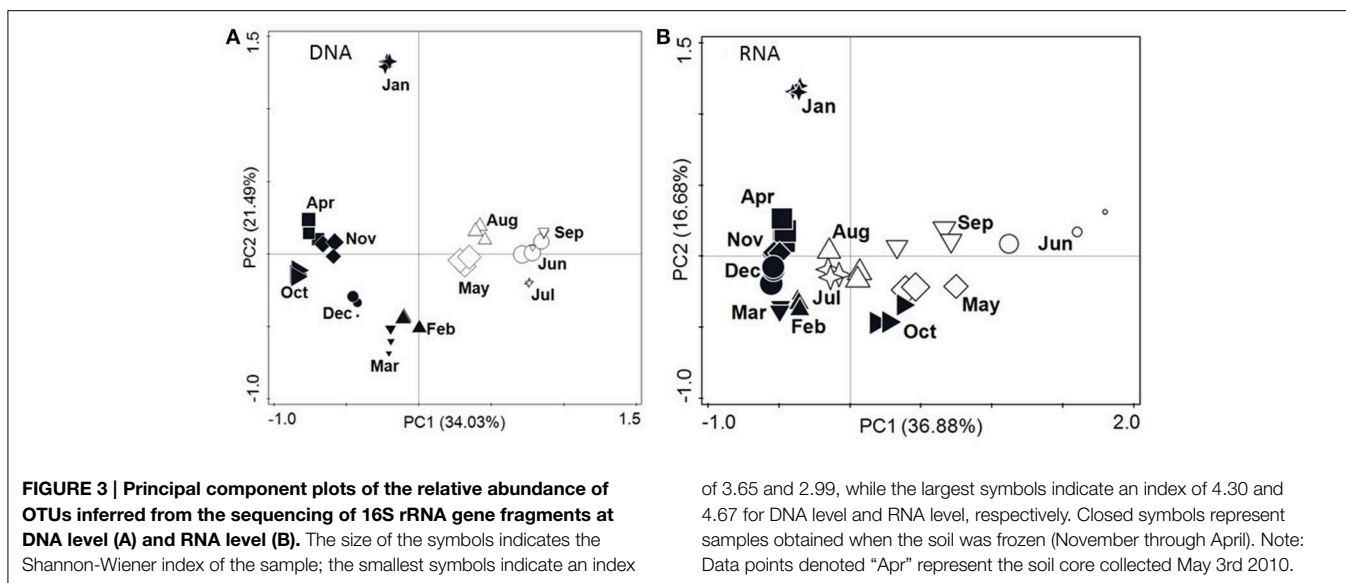 A
DNA
1.5
Jan
Apr
Nov
Aug
Sep
Oct
May
Jun
Jul
Dec
Feb
Mar
PC2 (21.49%)
-1.0
-1.0
PC1 (34.03%)
1.5
B
RNA
1.5
Jan
Apr
Nov
Aug
Sep
Jun
Dec
Jul
May
Mar
Feb
Oct
PC2 (16.68%)
-1.0
-1.0
PC1 (36.88%)
2.0
FIGURE 3 | Principal component plots of the relative abundance of
OTUs inferred from the sequencing of 16S rRNA gene fragments at
DNA level (A) and RNA level (B). The size of the symbols indicates the
Shannon-Wiener index of the sample; the smallest symbols indicate an index
of 3.65 and 2.99, while the largest symbols indicate an index of 4.30 and
4.67 for DNA level and RNA level, respectively. Closed symbols represent
samples obtained when the soil was frozen (November through April). Note:
Data points denoted “Apr” represent the soil core collected May 3rd 2010.